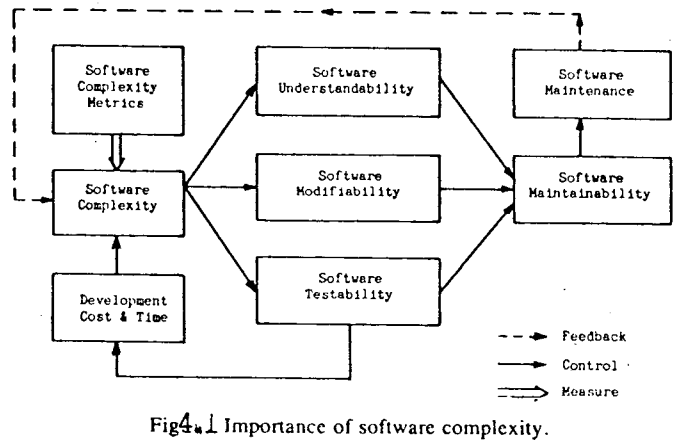 Software
Complexity
Metrics
Software
Understandability
Software
Maintenance
Software
Complexity
Software
Modifiability
Software
Maintainability
Development
Cost & Time
Software
Testability
Feedback
Control
Measure
Fig4.1 Importance of software complexity.